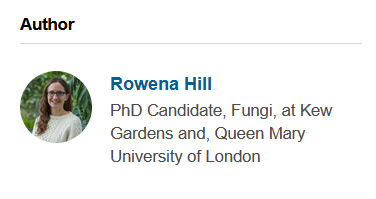 Author
Rowena Hill
PhD Candidate, Fungi, at Kew
Gardens and, Queen Mary
University of London